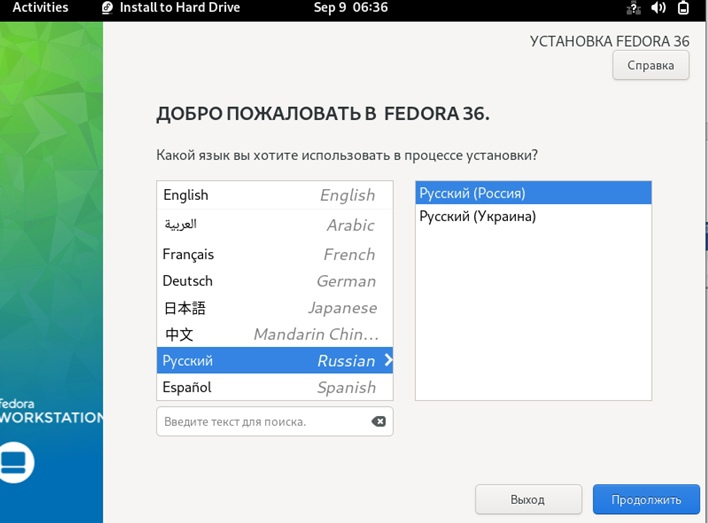 Activities Install to Hard Drive Sep 9 06:36
УСТАНОВКА FEDORA 36
Справка
ДОБРО ПОЖАЛОВАТЬ В FEDORA 36.
Какой язык вы хотите использовать в процессе установки?
English English
العربية Arabic
Français French
Deutsch German
日本語 Japanese
中文 Mandarin Chin...
Русский Russian
Español Spanish
Русский (Россия)
Русский (Украина)
Введите текст для поиска.
fedora
WORKSTATION
Выход Продолжить